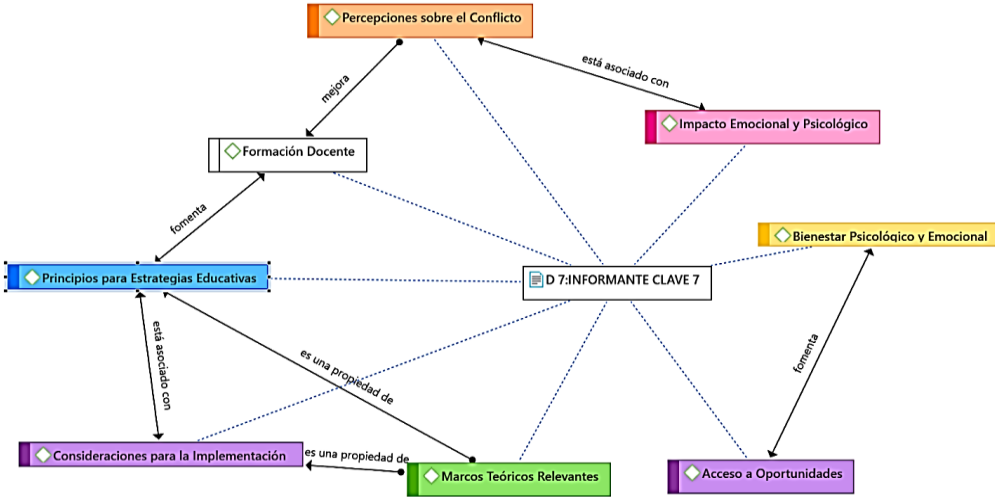 Percepciones sobre el Conflicto
está asociado con
mejora
Impacto Emocional y Psicológico
Formación Docente
fomenta
Bienestar Psicológico y Emocional
Principios para Estrategias Educativas
D 7:INFORMANTE CLAVE 7
está asociado con
es una propiedad de
fomenta
Consideraciones para la Implementación
es una propiedad de
Marcos Teóricos Relevantes
Acceso a Oportunidades